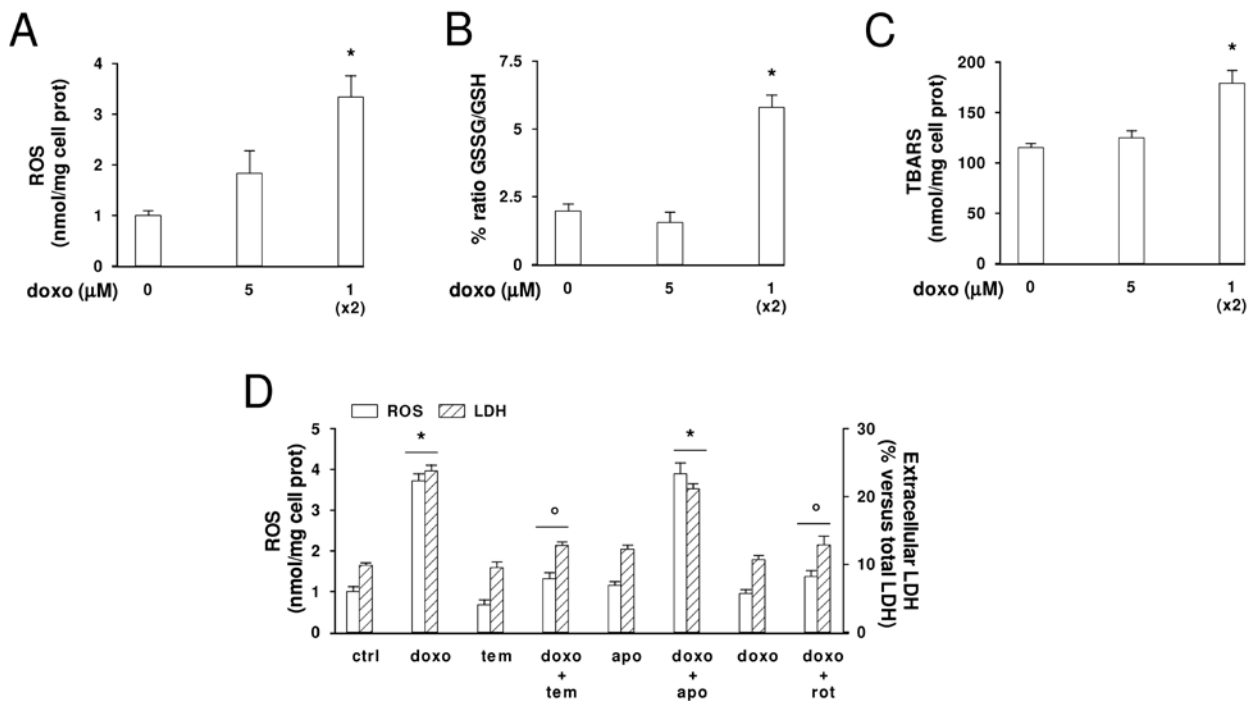 A
ROS
(nmol/mg cell prot)
4
3
2
1
0
*
doxo (μM) 0 5 1
(x2)
B
% ratio GSSG/GSH
7.5
5
2.5
0
*
doxo (μM) 0 5 1
(x2)
C
TBARS
(nmol/mg cell prot)
200
150
100
50
0
*
doxo (μM) 0 5 1
(x2)
D
ROS LDH
ROS
(nmol/mg cell prot)
5
4
3
2
1
0
* ° * °
30
20
10
0
Extracellular LDH
(% versus total LDH)
ctrl doxo tem doxo apo doxo doxo doxo
+ + +
tem apo rot